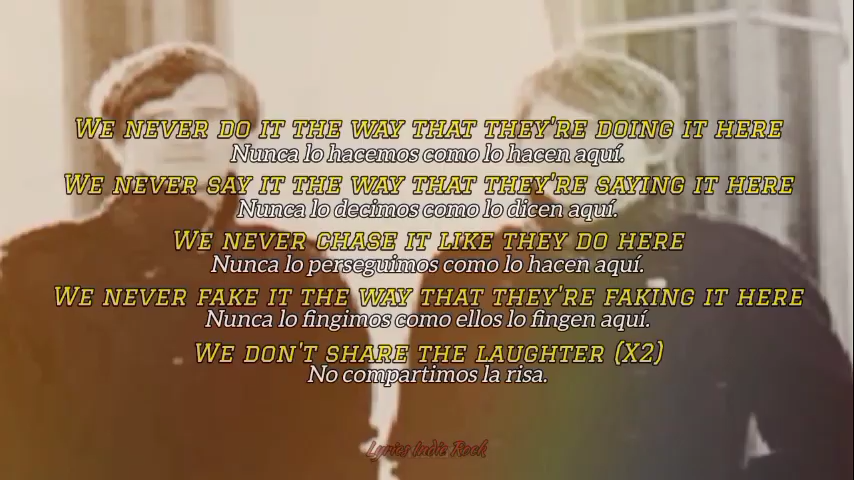 We never do it the way that they're doing it here
Nunca lo hacemos como lo hacen aquí.
We never say it the way that they're saying it here
Nunca lo decimos como lo dicen aquí.
We never chase it like they do here
Nunca lo perseguimos como lo hacen aquí.
We never fake it the way that they're faking it here
Nunca lo fingimos como ellos lo fingen aquí.
We don't share the laughter (x2)
No compartimos la risa.
Lyrics Indie Rock